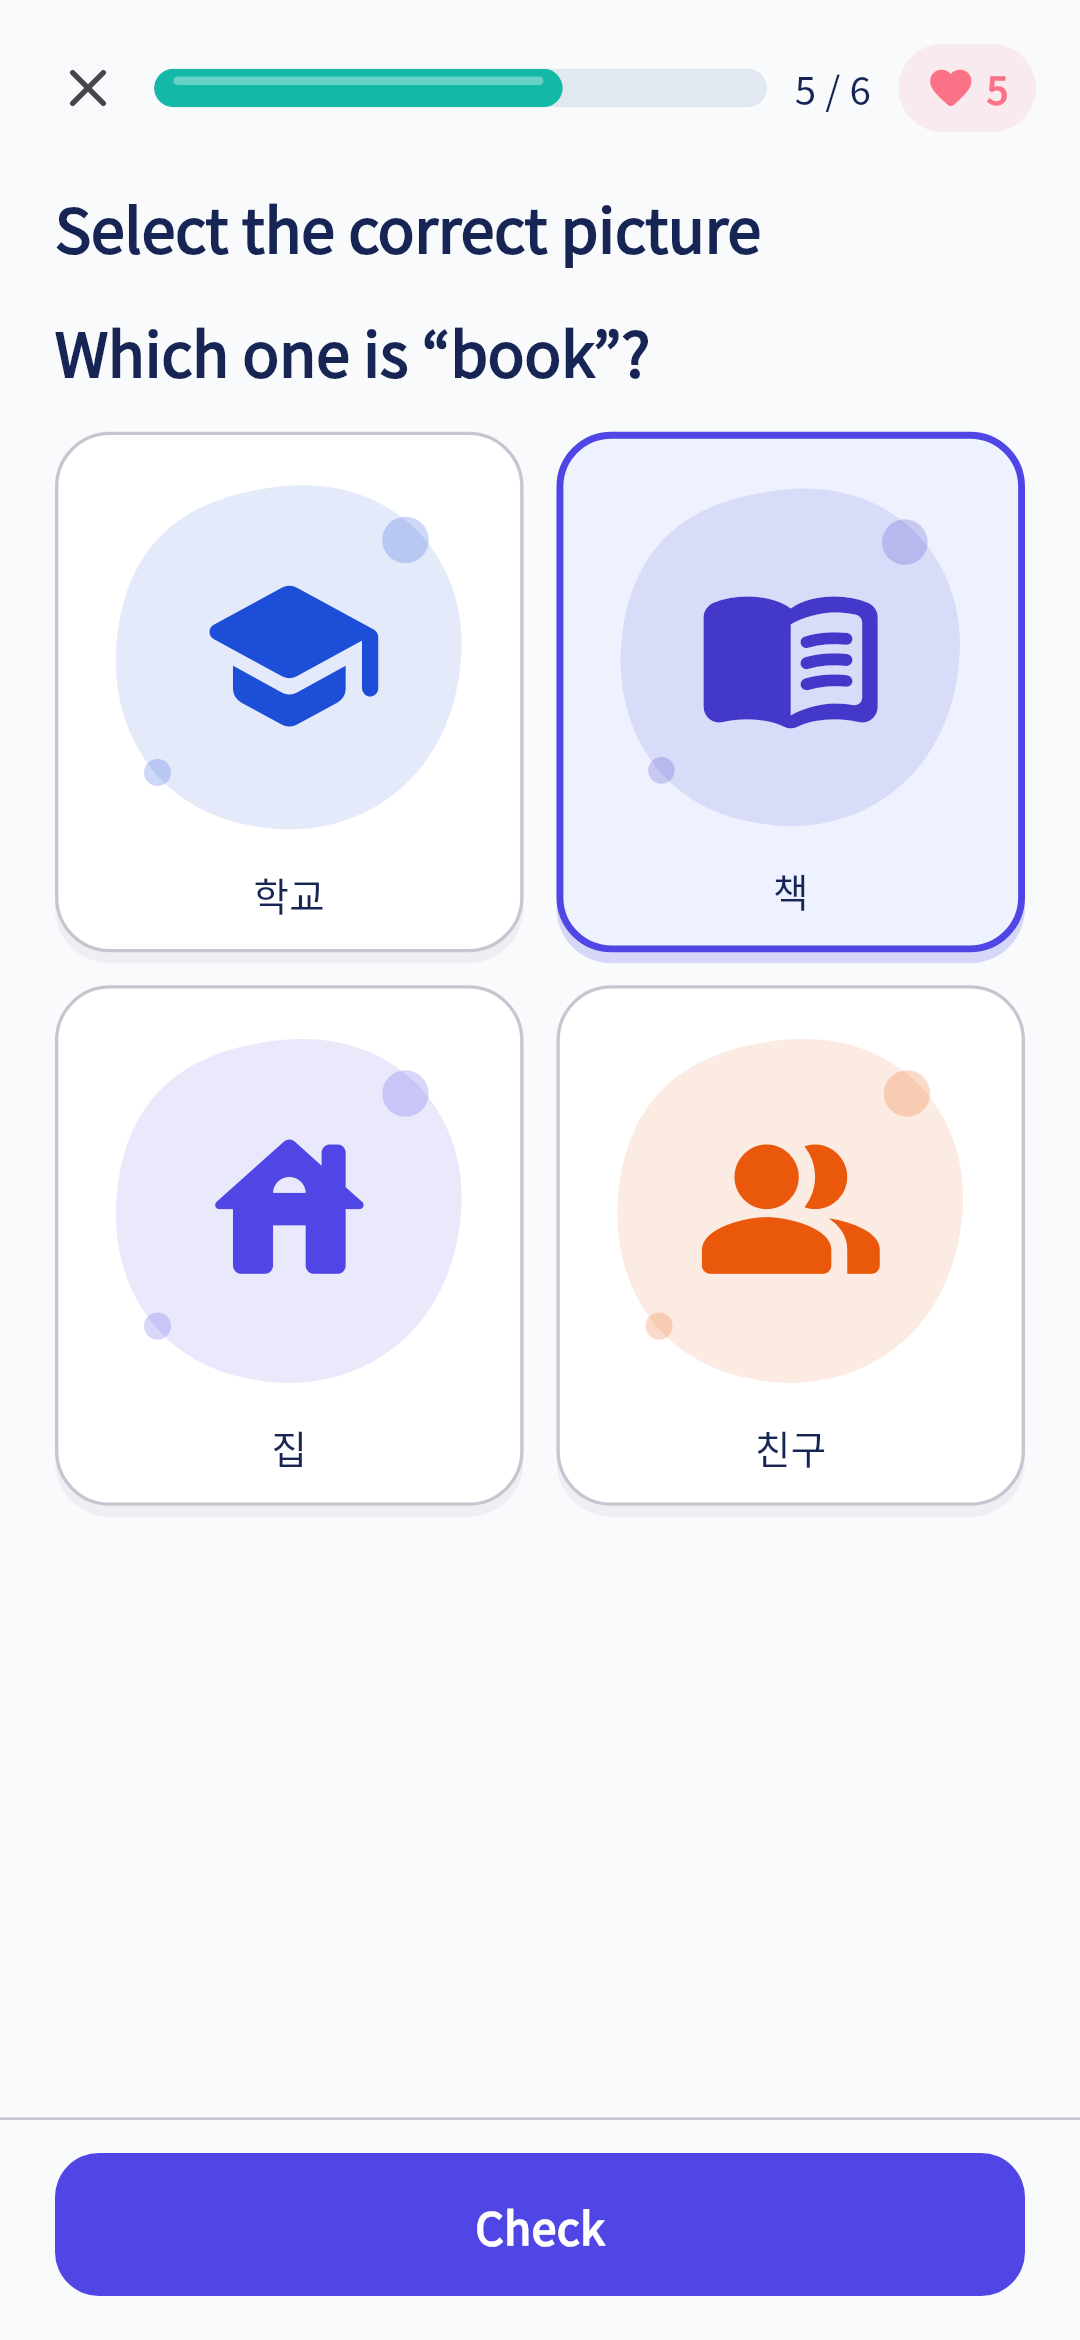 5 / 6
5
Select the correct picture
Which one is “book”?
학교
책
집
친구
Check